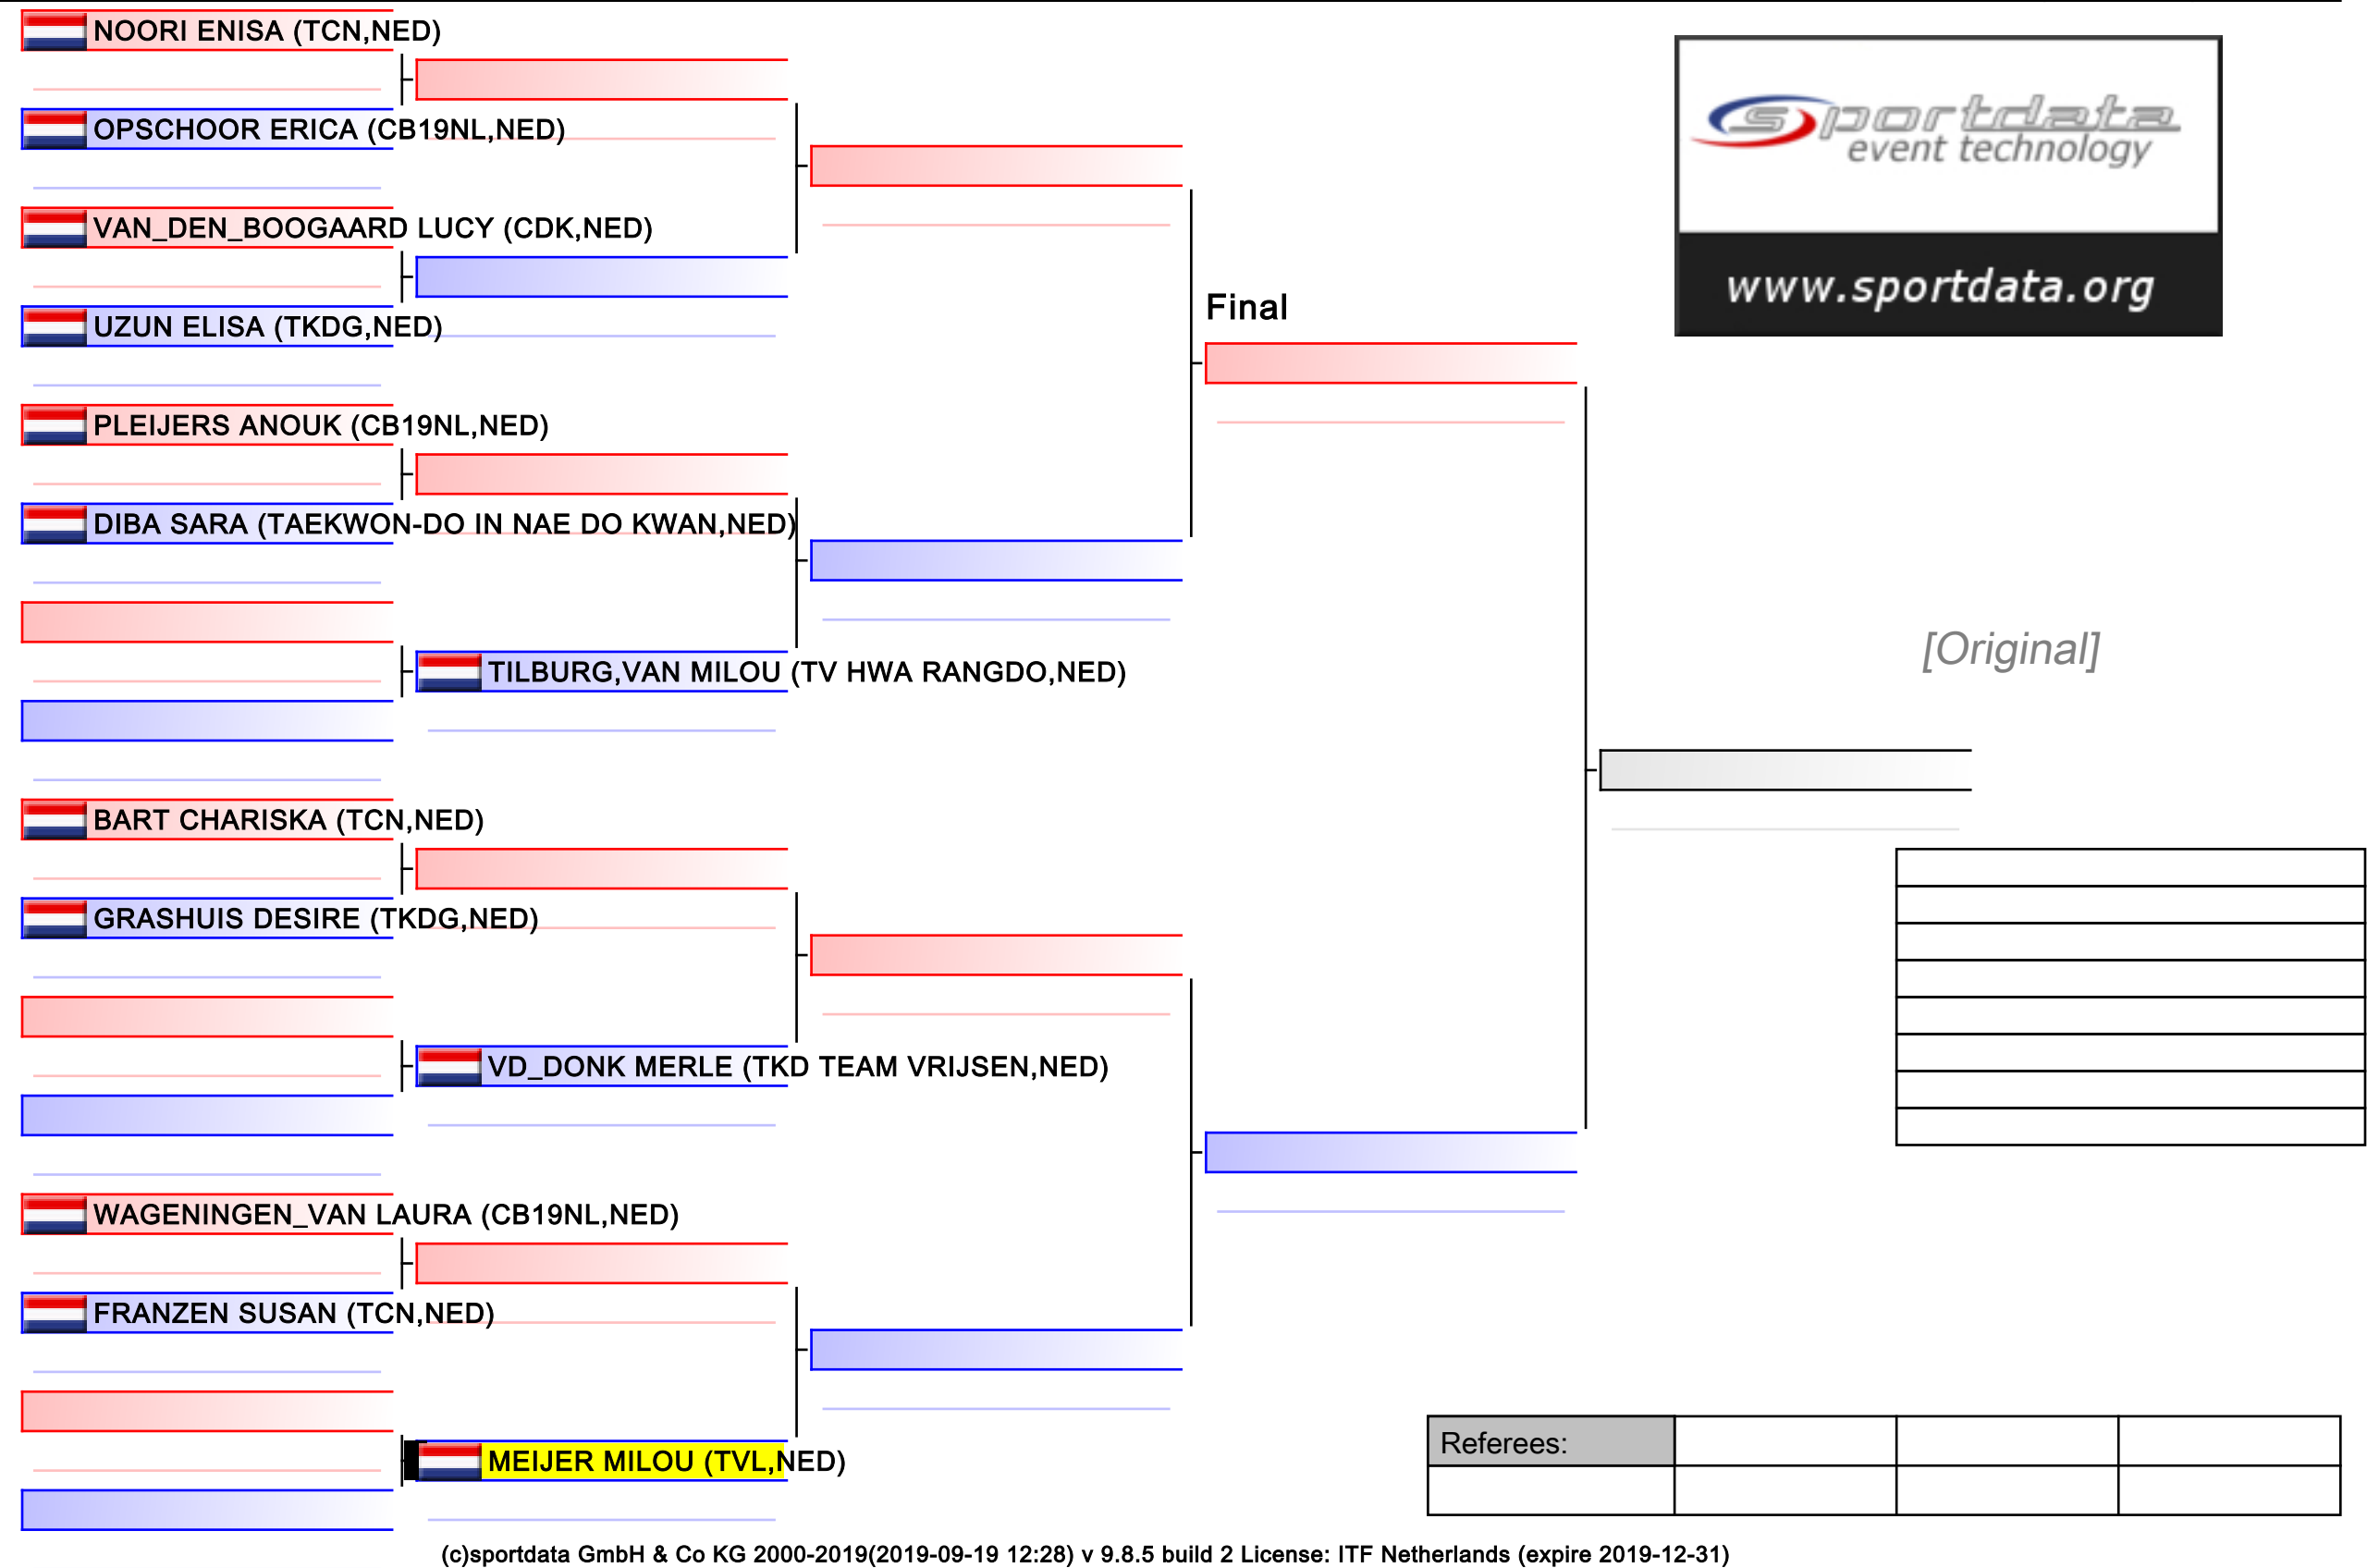 NOORI ENISA (TCN,NED)
OPSCHOOR ERICA (CB19NL,NED)
VAN_DEN_BOOGAARD LUCY (CDK,NED)
UZUN ELISA (TKDG,NED)
PLEIJERS ANOUK (CB19NL,NED)
DIBA SARA (TAEKWON-DO IN NAE DO KWAN,NED)
TILBURG,VAN MILOU (TV HWA RANGDO,NED)
BART CHARISKA (TCN,NED)
GRASHUIS DESIRE (TKDG,NED)
VD_DONK MERLE (TKD TEAM VRIJSEN,NED)
WAGENINGEN_VAN LAURA (CB19NL,NED)
FRANZEN SUSAN (TCN,NED)
MEIJER MILOU (TVL,NED)
Final
sportdata
event technology
www.sportdata.org
[Original]
Referees:
(c)sportdata GmbH & Co KG 2000-2019(2019-09-19 12:28) v 9.8.5 build 2 License: ITF Netherlands (expire 2019-12-31)